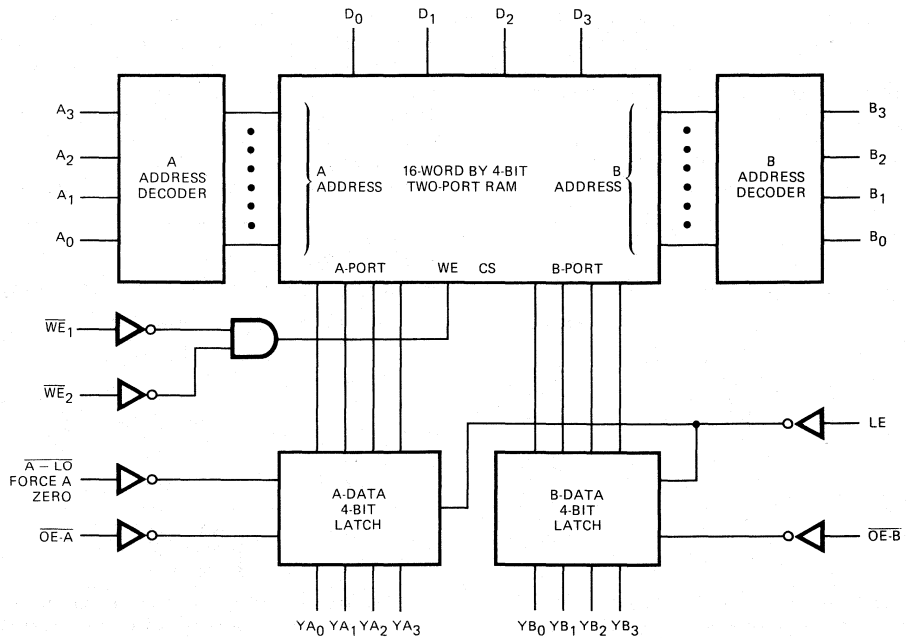 D0 D1 D2 D3
A3
A2
A1
A0
A
ADDRESS
DECODER
A
ADDRESS
16-WORD BY 4-BIT
TWO-PORT RAM
B
ADDRESS
B
ADDRESS
DECODER
B3
B2
B1
B0
A-PORT WE CS B-PORT
WE1
WE2
LE
A – LO
FORCE A
ZERO
OE-A
A-DATA
4-BIT
LATCH
B-DATA
4-BIT
LATCH
OE-B
YA0 YA1 YA2 YA3 YB0 YB1 YB2 YB3